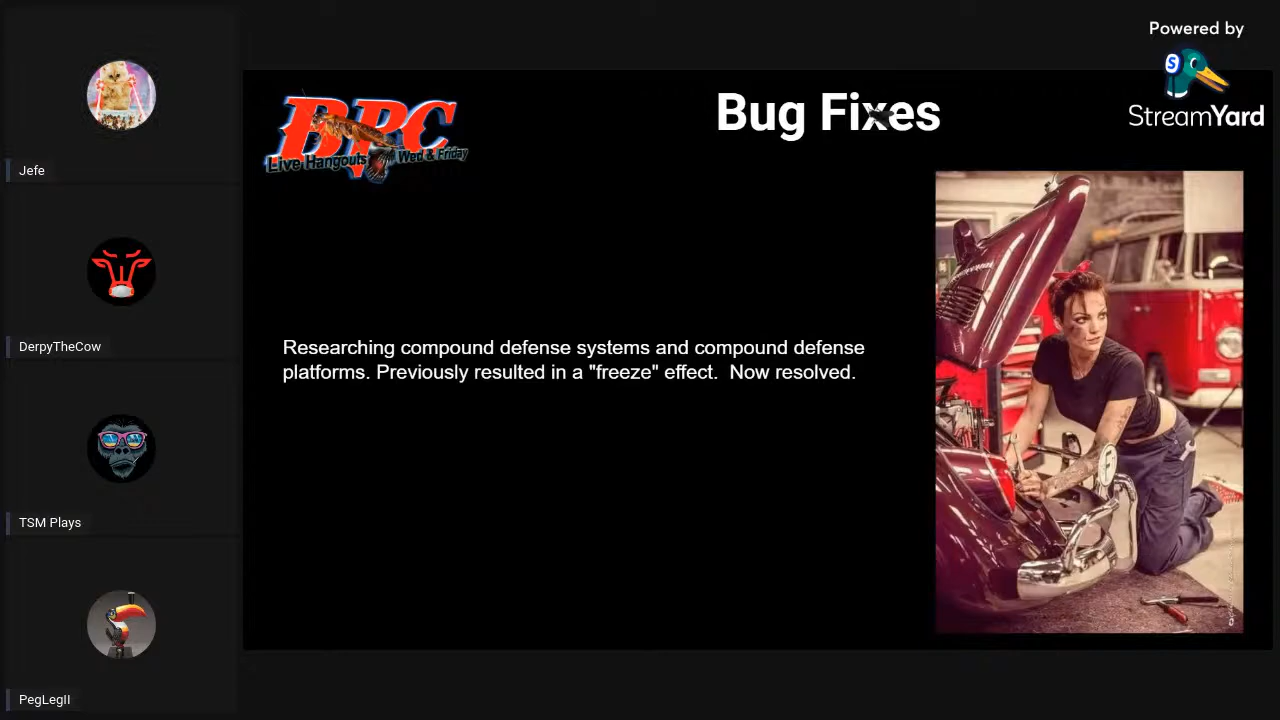 Powered by
StreamYard
Jefe
DerpyTheCow
TSM Plays
PegLegII
BPC
Live Hangouts Wed & Friday
Bug Fixes
Researching compound defense systems and compound defense
platforms. Previously resulted in a "freeze" effect.  Now resolved.